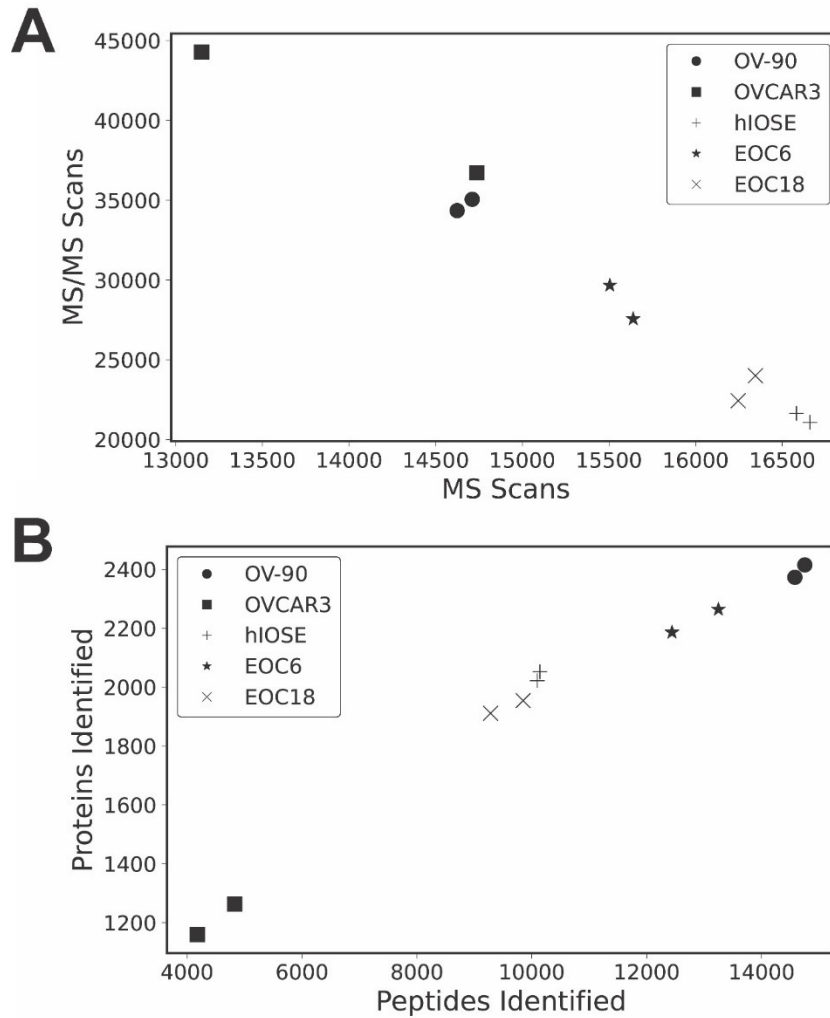 A
45000
40000
35000
30000
25000
20000
MS/MS Scans
OV-90
OVCAR3
hIOSE
EOC6
EOC18
13000 13500 14000 14500 15000 15500 16000 16500
MS Scans
B
2400
2200
2000
1800
1600
1400
1200
Proteins Identified
OV-90
OVCAR3
hIOSE
EOC6
EOC18
4000 6000 8000 10000 12000 14000
Peptides Identified